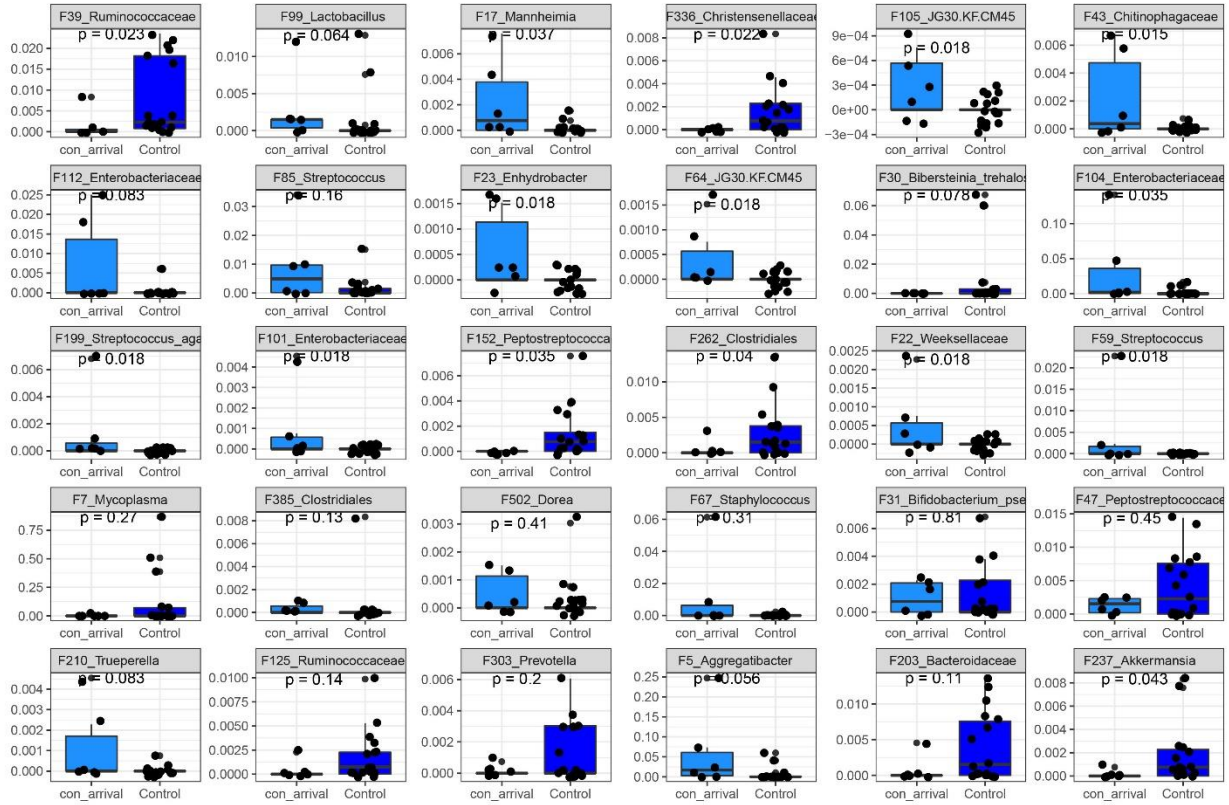 F39_Ruminococcaceae
p = 0.023
0.020
0.015
0.010
0.005
0.000
con_arrival Control
F99_Lactobacillus
p = 0.064
0.010
0.005
0.000
con_arrival Control
F17_Mannheimia
p = 0.037
0.006
0.004
0.002
0.000
con_arrival Control
F336_Christensenellaceae
p = 0.022
0.008
0.006
0.004
0.002
0.000
con_arrival Control
F105_JG30.KF.CM45
p = 0.018
9e−04
6e−04
3e−04
0e+00
−3e−04
con_arrival Control
F43_Chitinophagaceae
p = 0.015
0.006
0.004
0.002
0.000
con_arrival Control
F112_Enterobacteriaceae
p = 0.083
0.025
0.020
0.015
0.010
0.005
0.000
con_arrival Control
F85_Streptococcus
p = 0.16
0.03
0.02
0.01
0.00
con_arrival Control
F23_Enhydrobacter
p = 0.018
0.0015
0.0010
0.0005
0.0000
con_arrival Control
F64_JG30.KF.CM45
p = 0.018
0.0015
0.0010
0.0005
0.0000
con_arrival Control
F30_Bibersteinia_trehalos
p = 0.078
0.06
0.04
0.02
0.00
con_arrival Control
F104_Enterobacteriaceae
p = 0.035
0.10
0.05
0.00
con_arrival Control
F199_Streptococcus_aga
p = 0.018
0.006
0.004
0.002
0.000
con_arrival Control
F101_Enterobacteriaceae
p = 0.018
0.004
0.003
0.002
0.001
0.000
con_arrival Control
F152_Peptostreptococca
p = 0.035
0.006
0.004
0.002
0.000
con_arrival Control
F262_Clostridiales
p = 0.04
0.010
0.005
0.000
con_arrival Control
F22_Weeksellaceae
p = 0.018
0.0025
0.0020
0.0015
0.0010
0.0005
0.0000
con_arrival Control
F59_Streptococcus
p = 0.018
0.020
0.015
0.010
0.005
0.000
con_arrival Control
F7_Mycoplasma
p = 0.27
0.75
0.50
0.25
0.00
con_arrival Control
F385_Clostridiales
p = 0.13
0.008
0.006
0.004
0.002
0.000
con_arrival Control
F502_Dorea
p = 0.41
0.003
0.002
0.001
0.000
con_arrival Control
F67_Staphylococcus
p = 0.31
0.06
0.04
0.02
0.00
con_arrival Control
F31_Bifidobacterium_pse
p = 0.81
0.006
0.004
0.002
0.000
con_arrival Control
F47_Peptostreptococcace
p = 0.45
0.015
0.010
0.005
0.000
con_arrival Control
F210_Trueperella
p = 0.083
0.004
0.003
0.002
0.001
0.000
con_arrival Control
F125_Ruminococcaceae
p = 0.14
0.0100
0.0075
0.0050
0.0025
0.0000
con_arrival Control
F303_Prevotella
p = 0.2
0.006
0.004
0.002
0.000
con_arrival Control
F5_Aggregatibacter
p = 0.056
0.25
0.20
0.15
0.10
0.05
0.00
con_arrival Control
F203_Bacteroidaceae
p = 0.11
0.010
0.005
0.000
con_arrival Control
F237_Akkermansia
p = 0.043
0.008
0.006
0.004
0.002
0.000
con_arrival Control